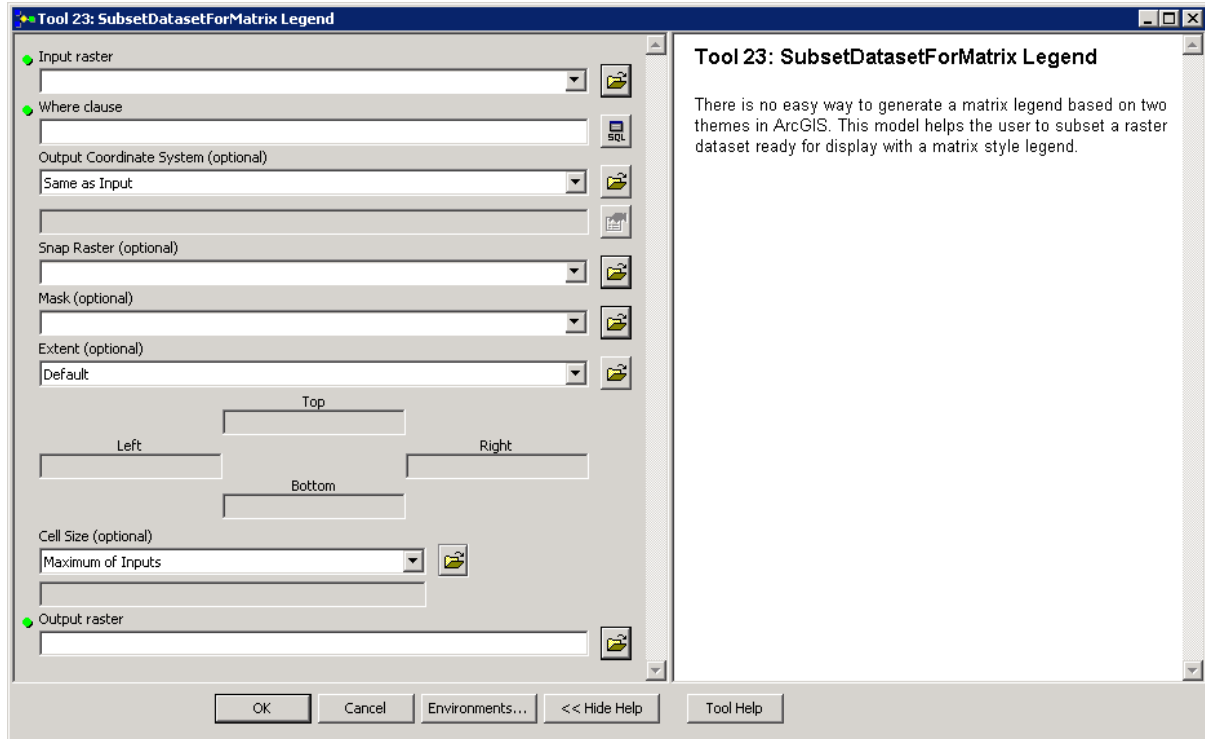 Tool 23: SubsetDatasetForMatrix Legend
Input raster
Where clause
SQL
Output Coordinate System (optional)
Same as Input
Snap Raster (optional)
Mask (optional)
Extent (optional)
Default
Top
Left
Right
Bottom
Cell Size (optional)
Maximum of Inputs
Output raster
Tool 23: SubsetDatasetForMatrix Legend
There is no easy way to generate a matrix legend based on two
themes in ArcGIS. This model helps the user to subset a raster
dataset ready for display with a matrix style legend.
OK
Cancel
Environments...
<< Hide Help
Tool Help